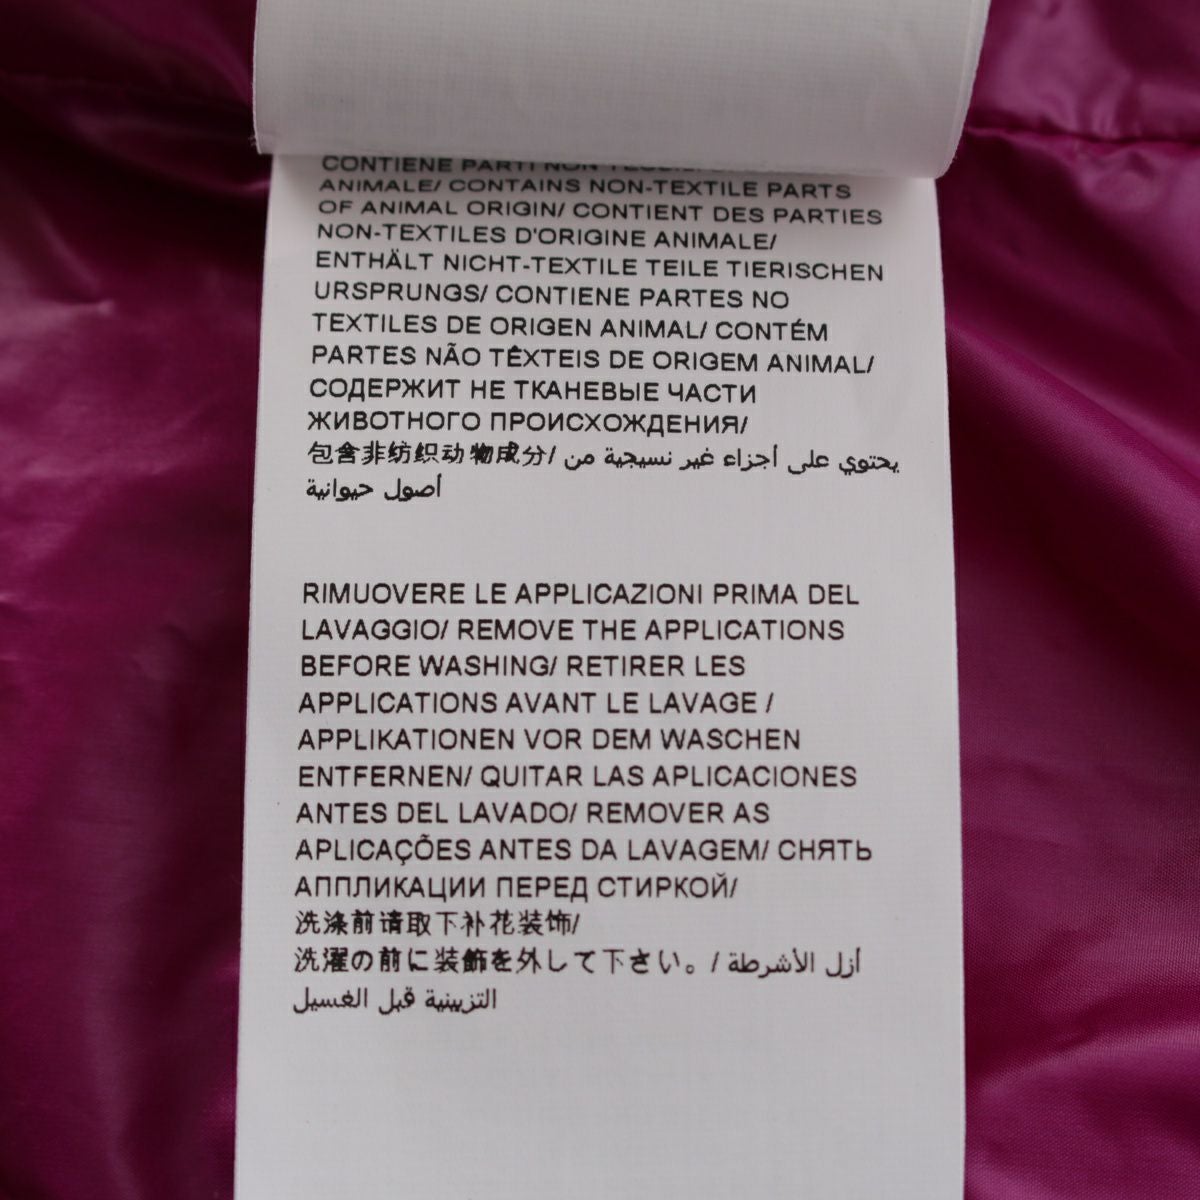 CONTIENE PARTI NON
ANIMALE/ CONTAINS NON-TEXTILE PARTS
OF ANIMAL ORIGIN/ CONTIENT DES PARTIES
NON-TEXTILES D'ORIGINE ANIMALE/
ENTHÄLT NICHT-TEXTILE TEILE TIERISCHEN
URSPRUNGS/ CONTIENE PARTES NO
TEXTILES DE ORIGEN ANIMAL/ CONTÉM
PARTES NÃO TÊXTEIS DE ORIGEM ANIMAL/
СОДЕРЖИТ НЕ ТКАНЕВЫЕ ЧАСТИ
ЖИВОТНОГО ПРОИСХОЖДЕНИЯ/
包含非纺织动物成分/ يحتوي على أجزاء غير نسيجية من
أصول حيوانية
RIMUOVERE LE APPLICAZIONI PRIMA DEL
LAVAGGIO/ REMOVE THE APPLICATIONS
BEFORE WASHING/ RETIRER LES
APPLICATIONS AVANT LE LAVAGE /
APPLIKATIONEN VOR DEM WASCHEN
ENTFERNEN/ QUITAR LAS APLICACIONES
ANTES DEL LAVADO/ REMOVER AS
APLICAÇÕES ANTES DA LAVAGEM/ СНЯТЬ
АППЛИКАЦИИ ПЕРЕД СТИРКОЙ/
洗涤前请取下补花装饰/
洗濯の前に装飾を外して下さい。/ أزل الأشرطة
التزيينية قبل الغسيل